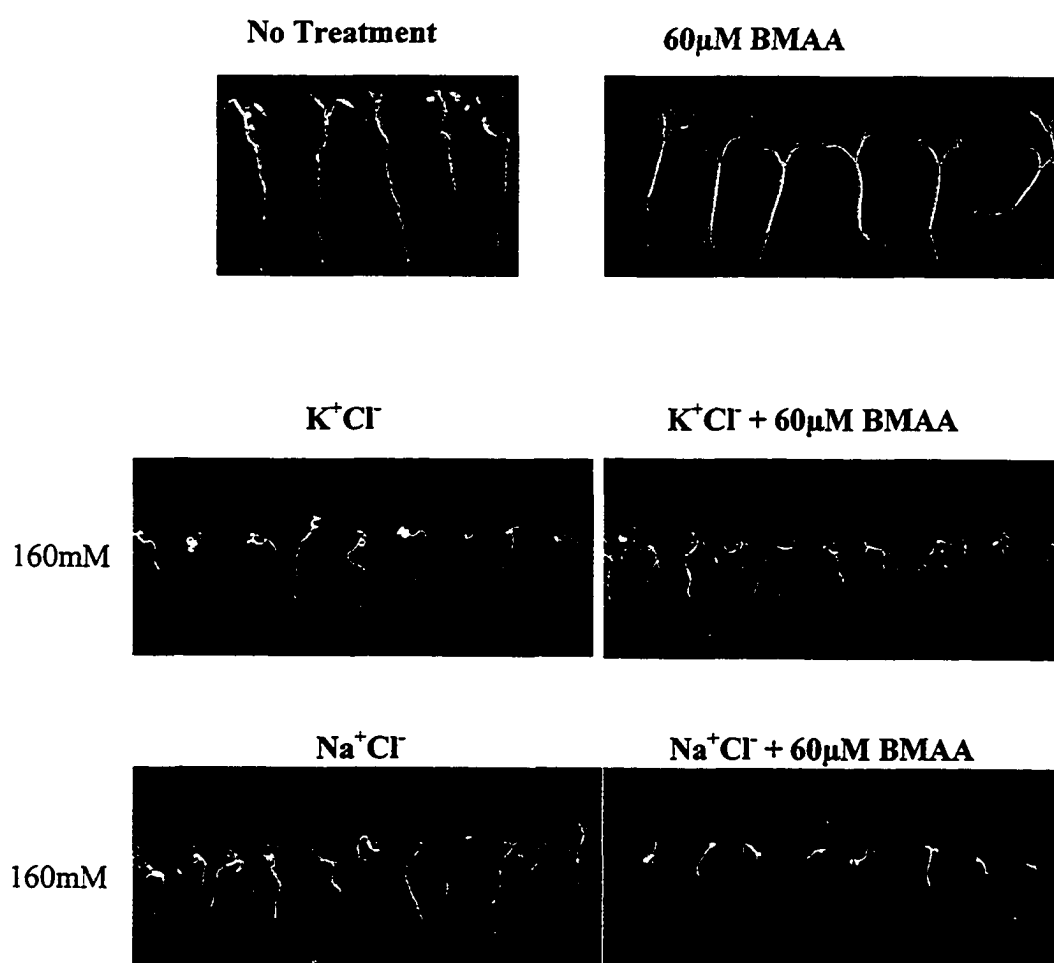 No Treatment
60μM BMAA
K⁺Cl⁻
K⁺Cl⁻ + 60μM BMAA
160mM
Na⁺Cl⁻
Na⁺Cl⁻ + 60μM BMAA
160mM